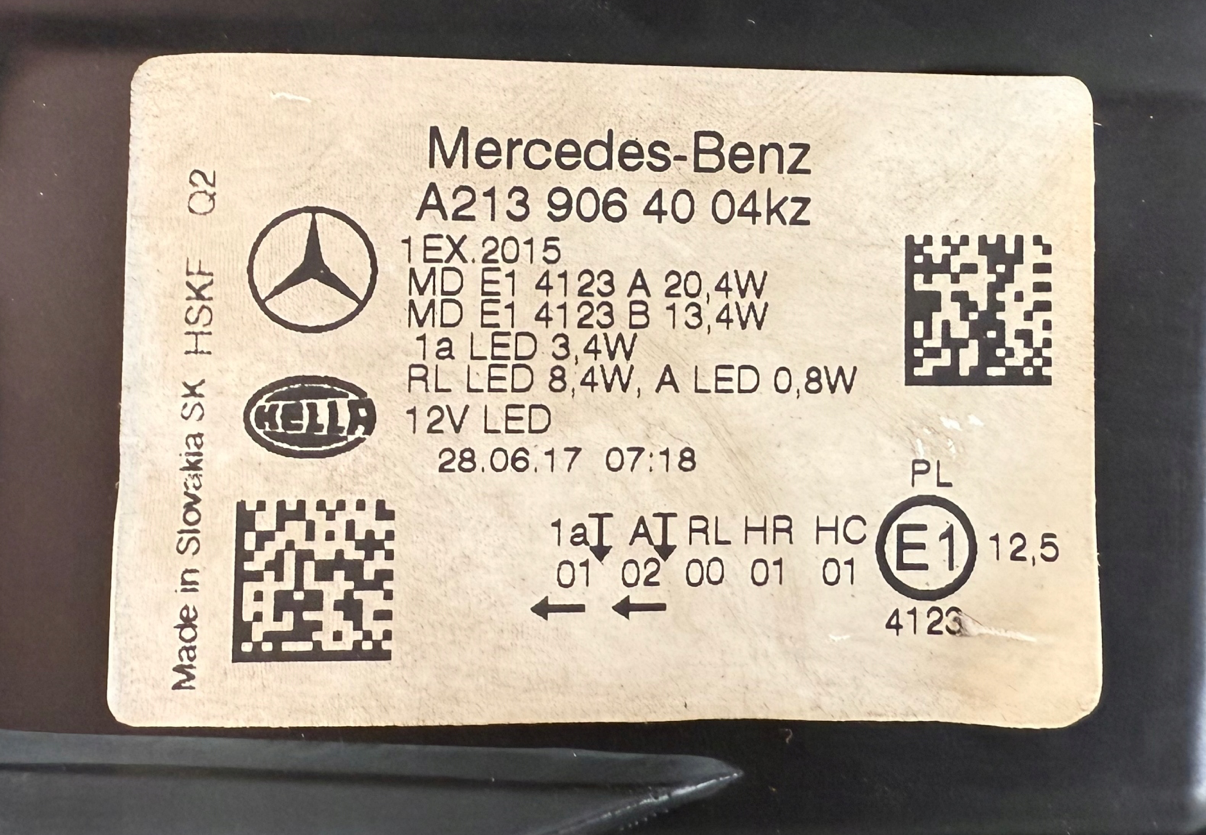 Mercedes-Benz
A213 906 40 04kz
1EX.2015
MD E1 4123 A 20,4W
MD E1 4123 B 13,4W
1a LED 3,4W
RL LED 8,4W, A LED 0,8W
12V LED
28.06.17 07:18
HELLA
Made in Slovakia SK HSKF Q2
PL
1a A RL HR HC E1 12,5
01 02 00 01 01
4123